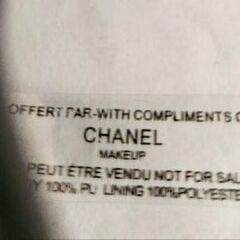 OFFERT PAR-WITH COMPLIMENTS
CHANEL
MAKEUP
PEUT ÊTRE VENDU NOT FOR SAL
100% PU LINING 100%POLYESTE